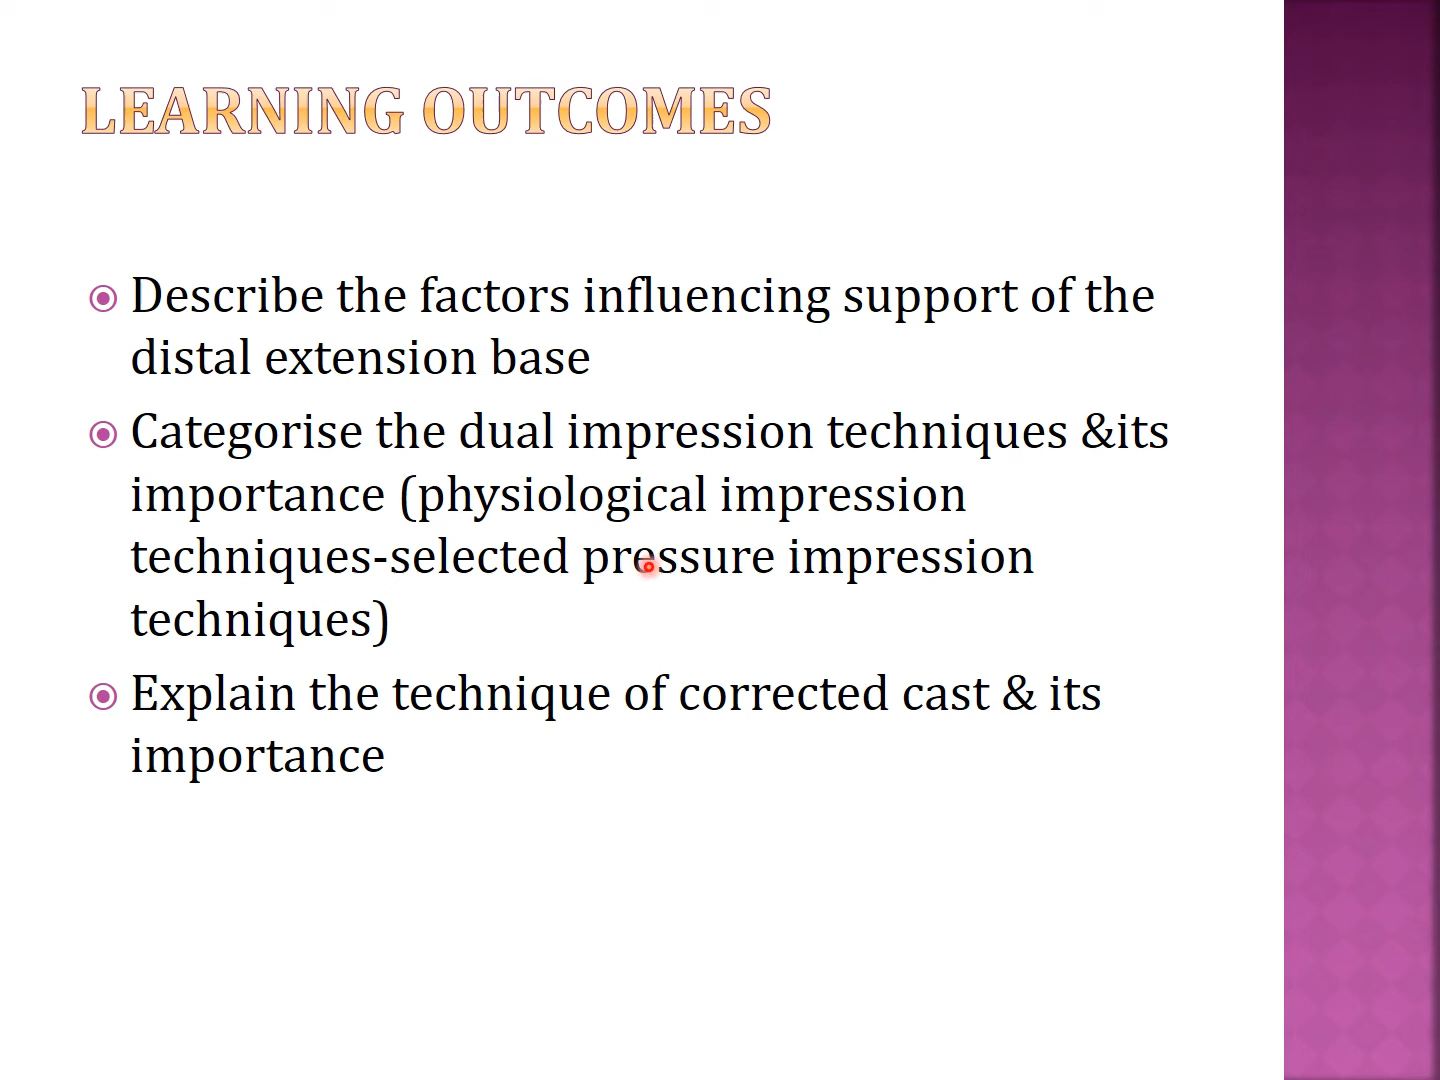 LEARNING OUTCOMES
Describe the factors influencing support of the
distal extension base
Categorise the dual impression techniques &its
importance (physiological impression
techniques-selected pressure impression
techniques)
Explain the technique of corrected cast & its
importance